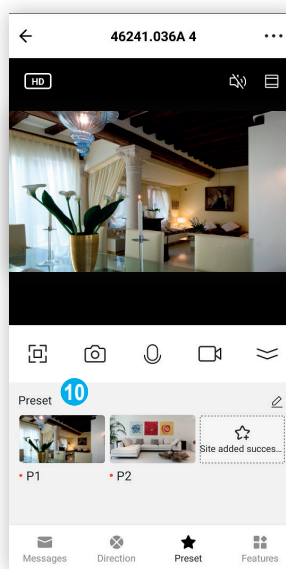 46241.036A 4
HD
Preset 10
Site added succes...
P1
P2
Messages Direction Preset Features